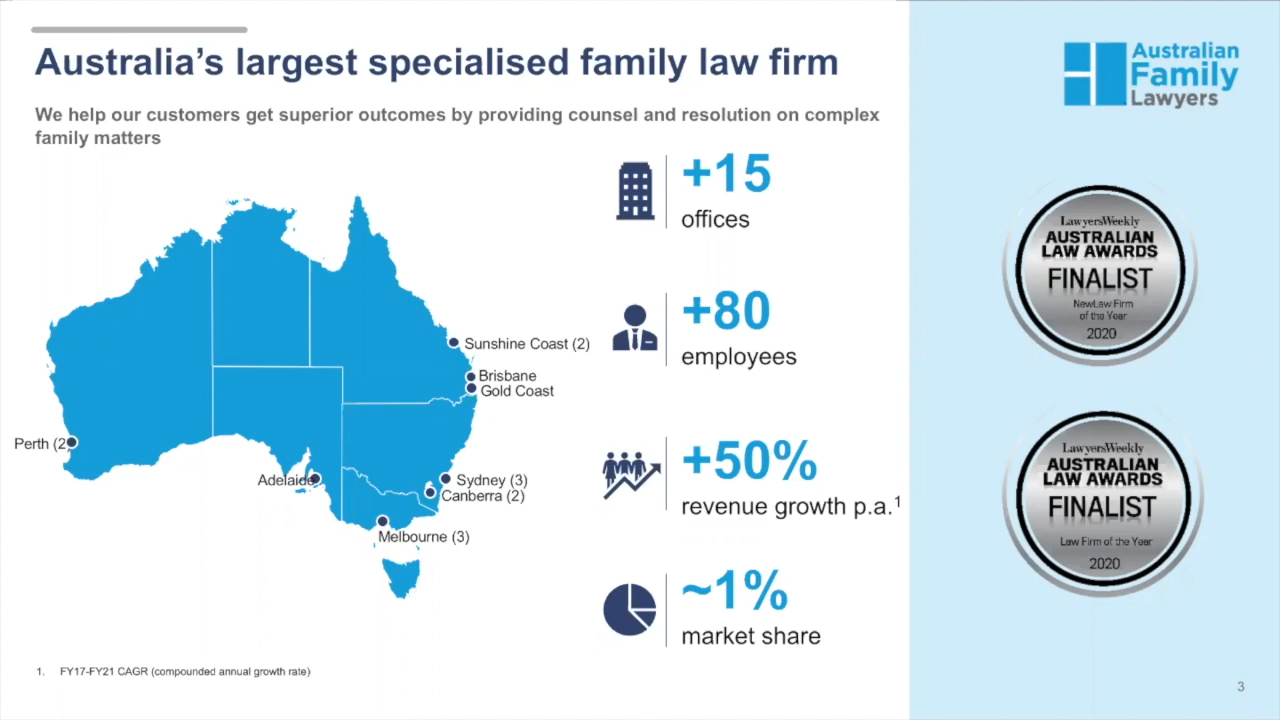 Australia’s largest specialised family law firm
We help our customers get superior outcomes by providing counsel and resolution on complex
family matters
Sunshine Coast (2)
Brisbane
Gold Coast
Perth (2
Adelaide
Sydney (3)
Canberra (2)
Melbourne (3)
+15
offices
+80
employees
+50%
revenue growth p.a.¹
~1%
market share
1. FY17-FY21 CAGR (compounded annual growth rate)
Australian
Family
Lawyers
LawyersWeekly
AUSTRALIAN
LAW AWARDS
FINALIST
NewLaw Firm
of the Year
2020
LawyersWeekly
AUSTRALIAN
LAW AWARDS
FINALIST
Law Firm of the Year
2020
3